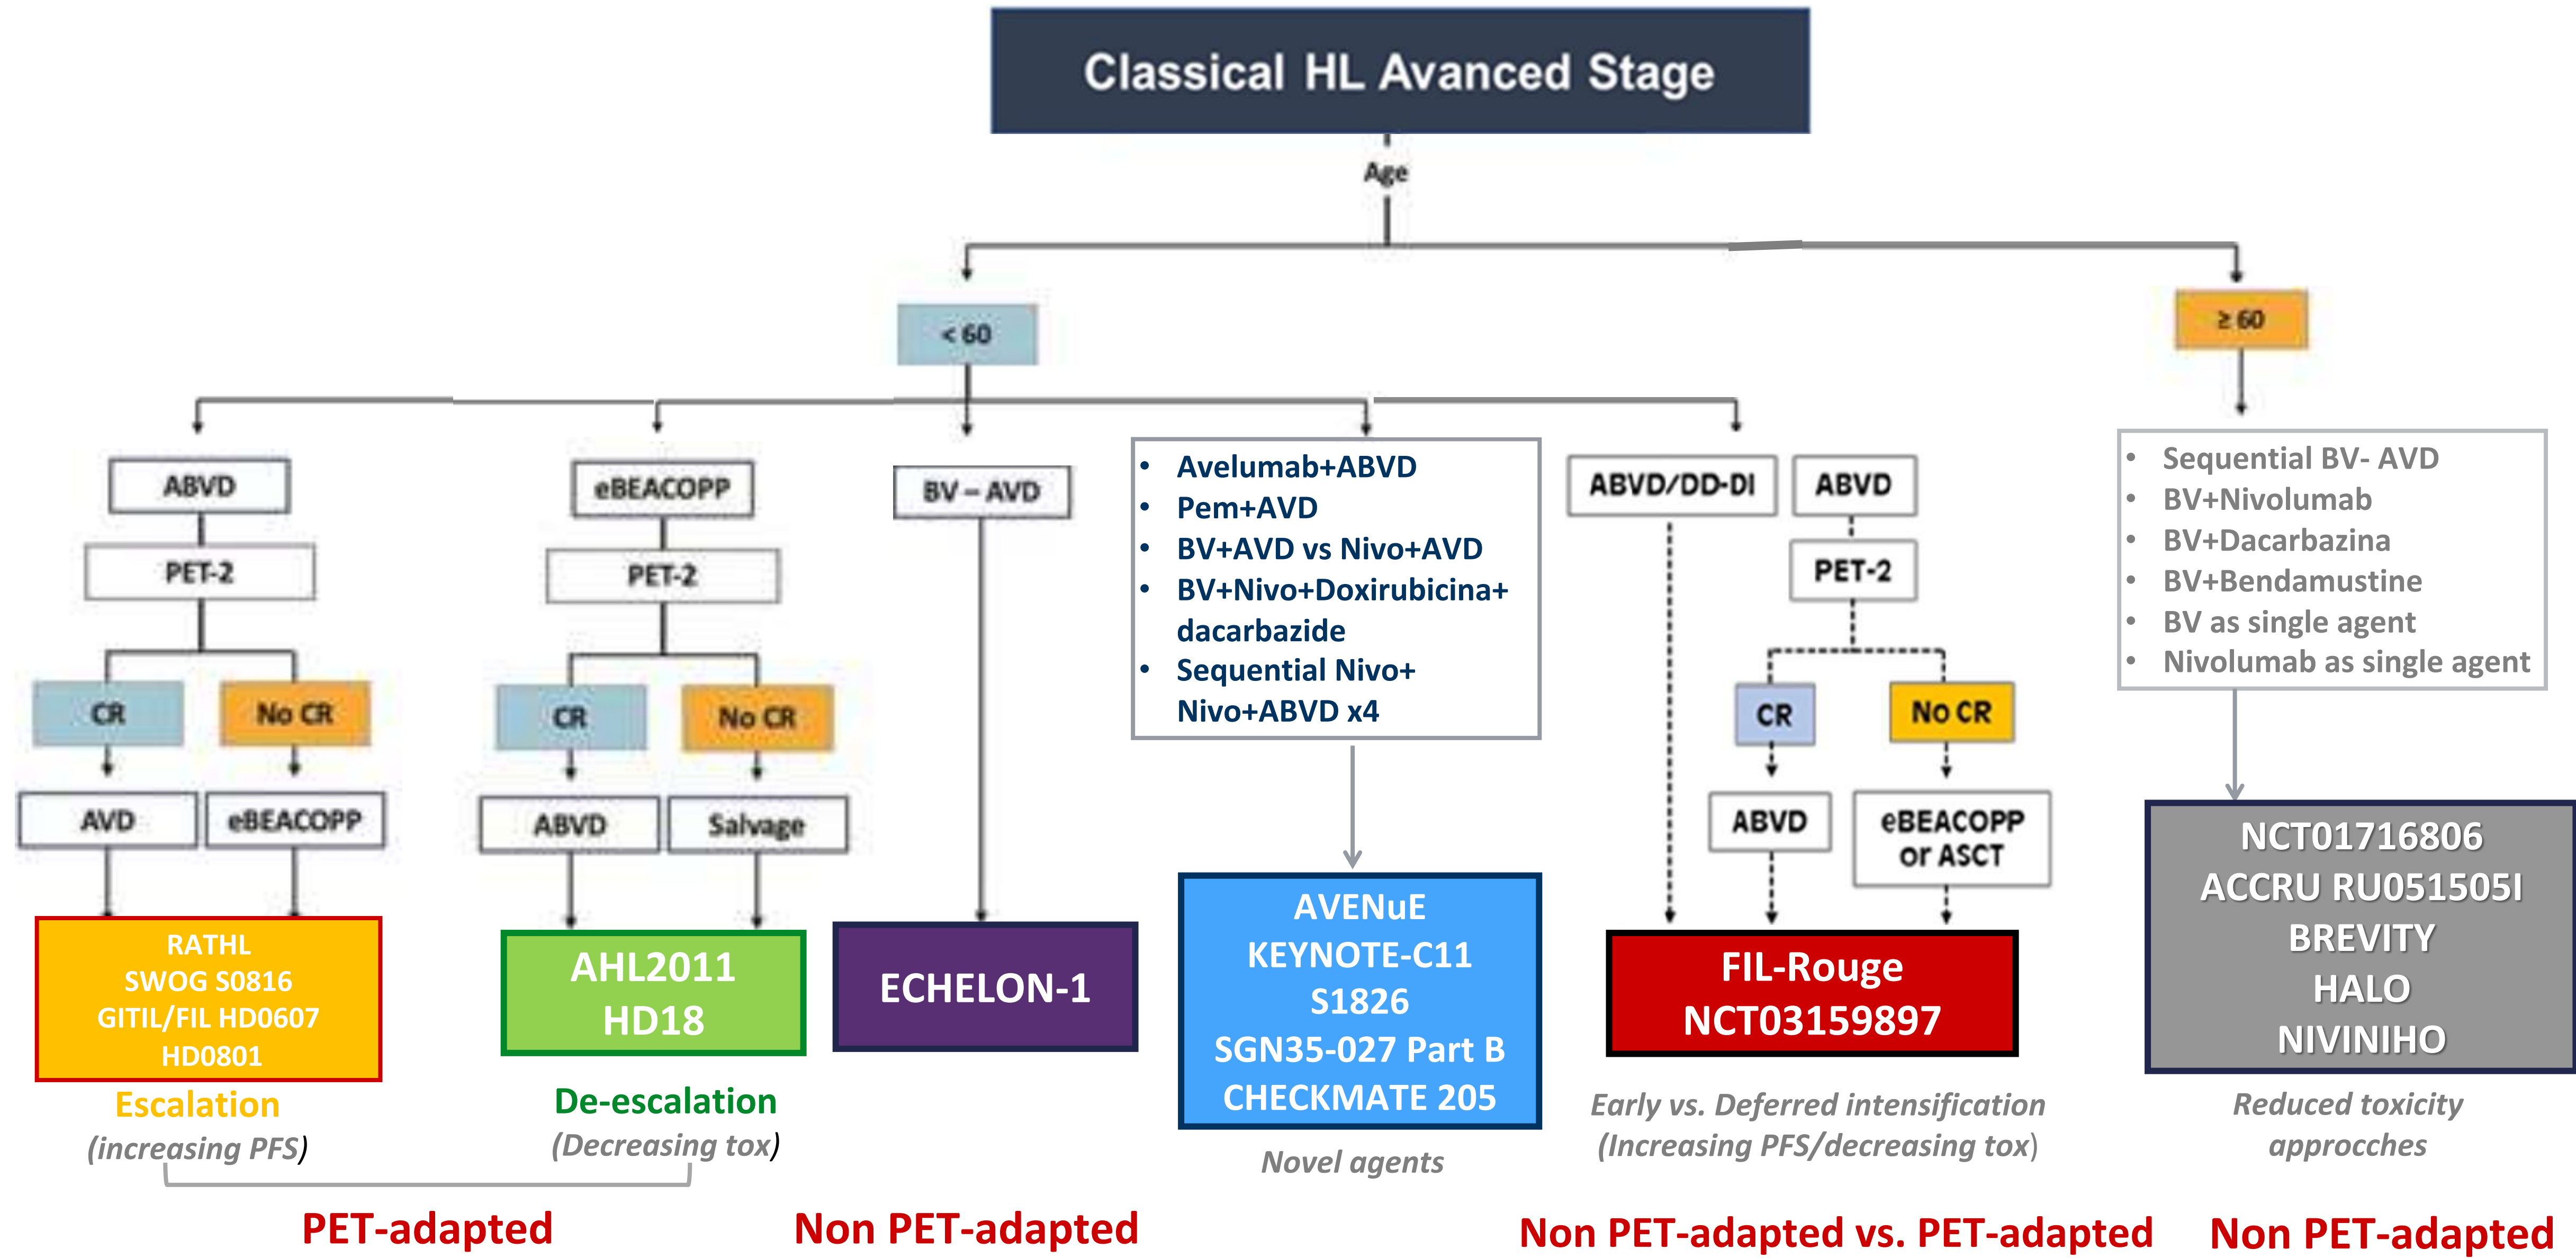 Classical HL Avanced Stage
Age
< 60
≥ 60
ABVD
PET-2
CR
No CR
AVD
eBEACOPP
RATHL
SWOG S0816
GITIL/FIL HD0607
HD0801
Escalation
(increasing PFS)
eBEACOPP
PET-2
CR
No CR
ABVD
Salvage
AHL2011
HD18
De-escalation
(Decreasing tox)
PET-adapted
BV – AVD
ECHELON-1
Non PET-adapted
• Avelumab+ABVD
• Pem+AVD
• BV+AVD vs Nivo+AVD
• BV+Nivo+Doxirubicina+
dacarbazide
• Sequential Nivo+
Nivo+ABVD x4
AVENuE
KEYNOTE-C11
S1826
SGN35-027 Part B
CHECKMATE 205
Novel agents
ABVD/DD-DI
ABVD
PET-2
CR
No CR
ABVD
eBEACOPP
or ASCT
FIL-Rouge
NCT03159897
Early vs. Deferred intensification
(Increasing PFS/decreasing tox)
Non PET-adapted vs. PET-adapted
• Sequential BV- AVD
• BV+Nivolumab
• BV+Dacarbazina
• BV+Bendamustine
• BV as single agent
• Nivolumab as single agent
NCT01716806
ACCRU RU051505I
BREVITY
HALO
NIVINIHO
Reduced toxicity
approcches
Non PET-adapted